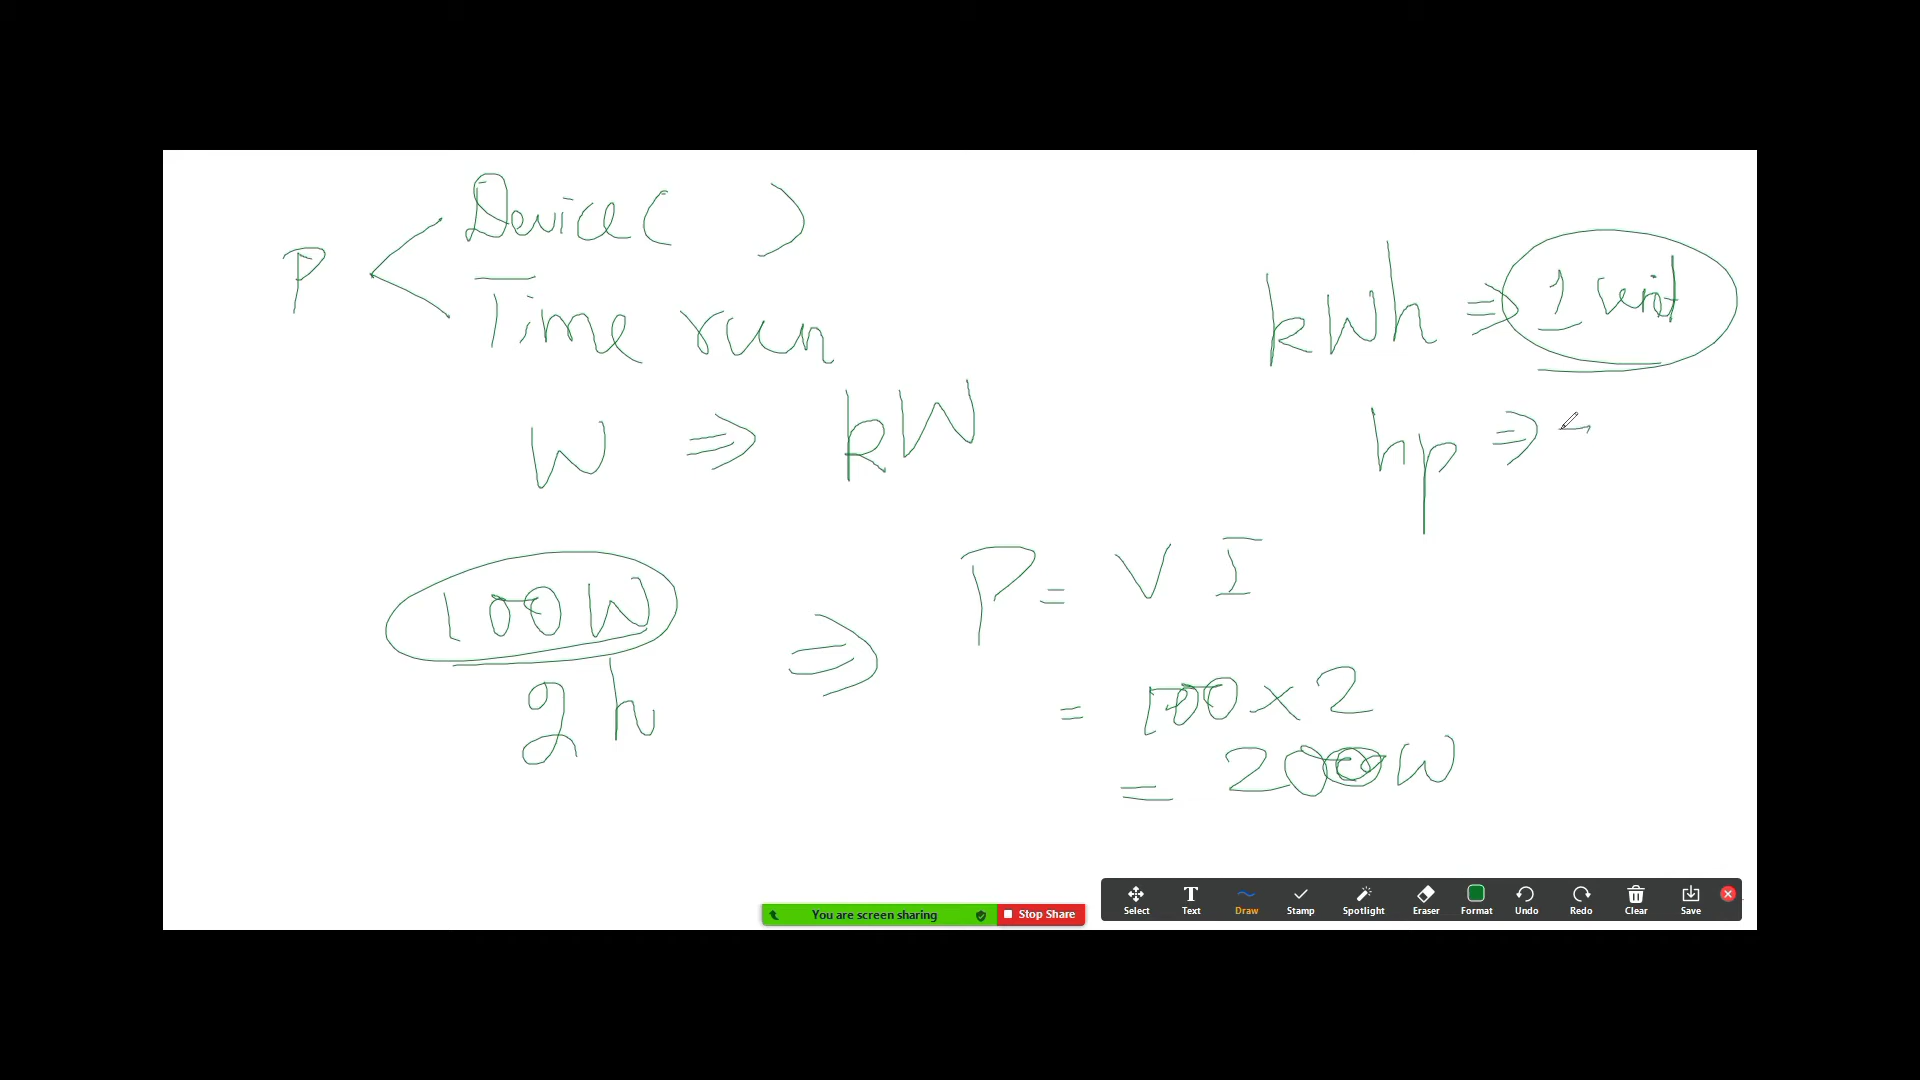 Device ( )
P
Time run
kWh ⇒ 1 unit
W ⇒ kW
hp ⇒
100 W
2 h
⇒
P = V I
= 100 × 2
= 200 W
You are screen sharing
Stop Share
Select Text Draw Stamp Spotlight Eraser Format Undo Redo Clear Save